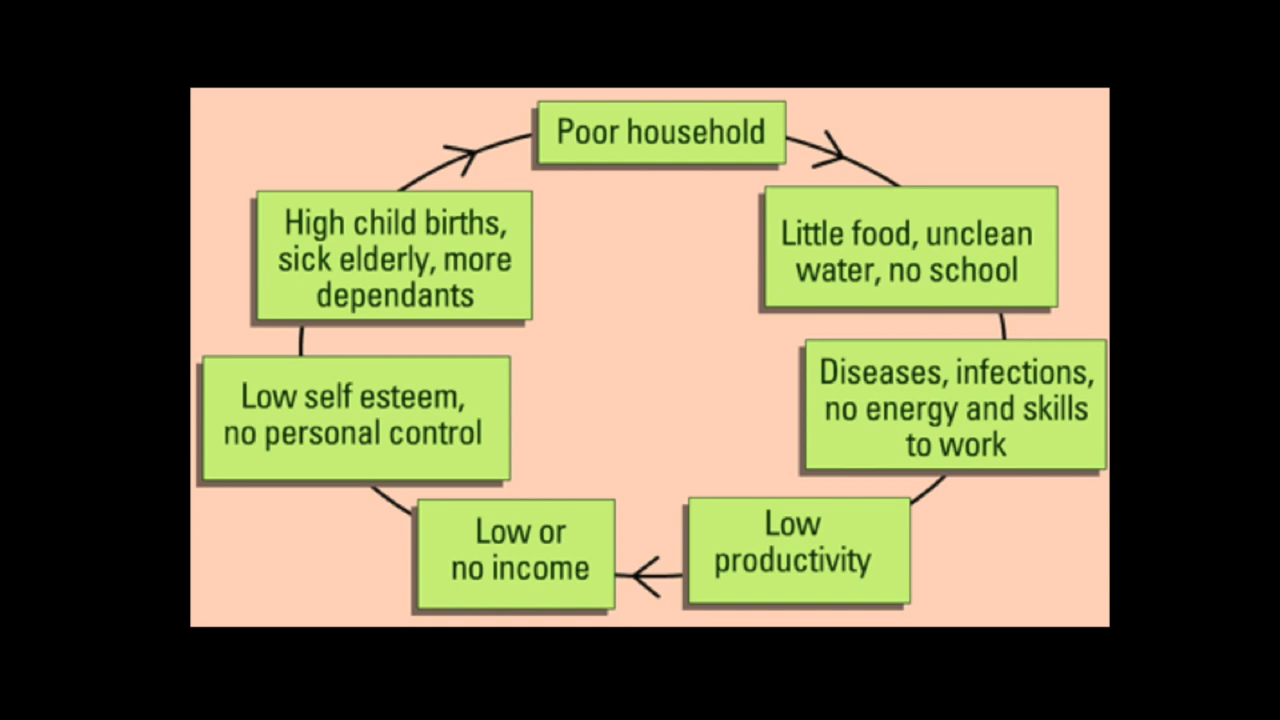 Poor household
Little food, unclean
water, no school
Diseases, infections,
no energy and skills
to work
Low
productivity
Low or
no income
Low self esteem,
no personal control
High child births,
sick elderly, more
dependants